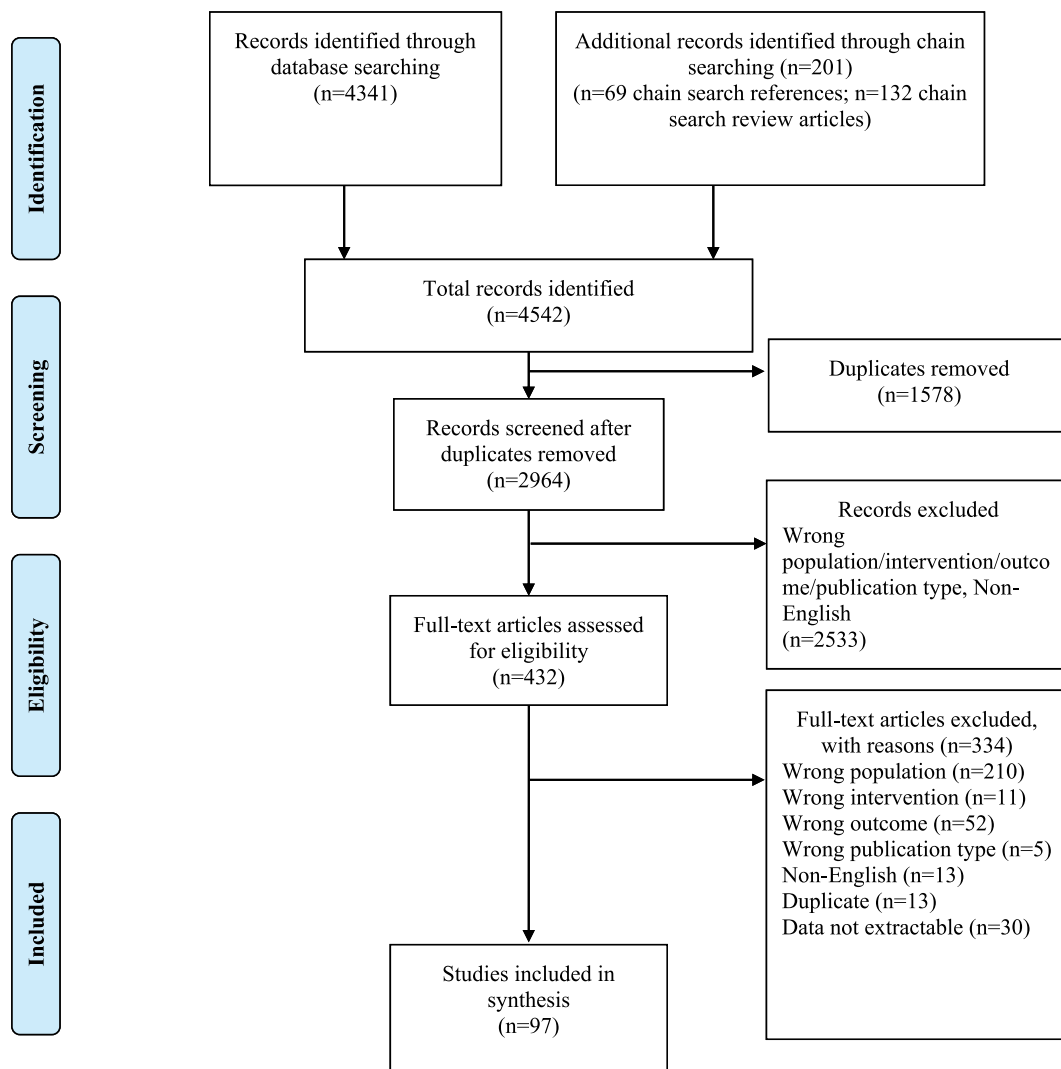 Records identified through
database searching
(n=4341)
Additional records identified through chain
searching (n=201)
(n=69 chain search references; n=132 chain
search review articles)
Identification
Total records identified
(n=4542)
Screening
Duplicates removed
(n=1578)
Records screened after
duplicates removed
(n=2964)
Records excluded
Wrong
population/intervention/outco
me/publication type, Non-
English
(n=2533)
Eligibility
Full-text articles assessed
for eligibility
(n=432)
Full-text articles excluded,
with reasons (n=334)
Wrong population (n=210)
Wrong intervention (n=11)
Wrong outcome (n=52)
Wrong publication type (n=5)
Non-English (n=13)
Duplicate (n=13)
Data not extractable (n=30)
Included
Studies included in
synthesis
(n=97)